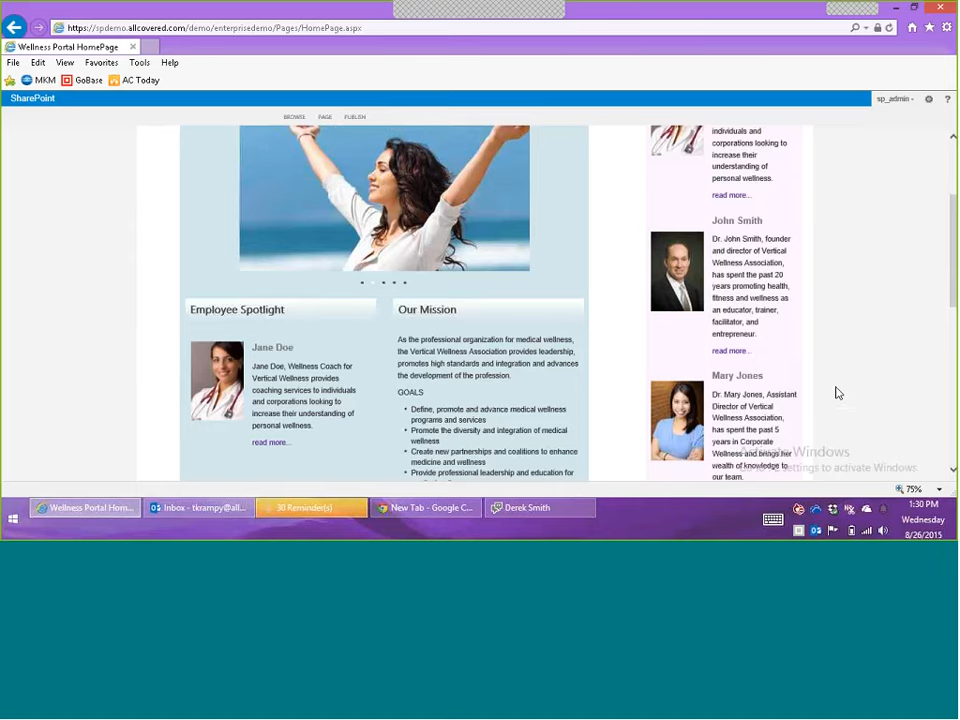 https://spdemo.allcovered.com/demo/enterprisedemo/Pages/HomePage.aspx
Wellness Portal HomePage
File Edit View Favorites Tools Help
MKM GoBase AC Today
SharePoint
sp_admin
BROWSE PAGE PUBLISH
individuals and
corporations looking to
increase their
understanding of
personal wellness.
read more...
John Smith
Dr. John Smith, founder
and director of Vertical
Wellness Association,
has spent the past 20
years promoting health,
fitness and wellness as
an educator, trainer,
facilitator, and
entrepreneur.
read more...
Mary Jones
Dr. Mary Jones, Assistant
Director of Vertical
Wellness Association,
has spent the past 5
years in Corporate
Wellness and brings her
wealth of knowledge to
our team.
Employee Spotlight
Jane Doe
Jane Doe, Wellness Coach for
Vertical Wellness provides
coaching services to individuals
and corporations looking to
increase their understanding of
personal wellness.
read more...
Our Mission
As the professional organization for medical wellness,
the Vertical Wellness Association provides leadership,
promotes high standards and integration and advances
the development of the profession.
GOALS
• Define, promote and advance medical wellness
programs and services
• Promote the diversity and integration of medical
wellness
• Create new partnerships and coalitions to enhance
medicine and wellness
• Provide professional leadership and education for
Activate Windows
settings to activate Windows.
75%
Wellness Portal Hom...
Inbox - tkrampy@all...
30 Reminder(s)
New Tab - Google C...
Derek Smith
1:30 PM
Wednesday
8/26/2015